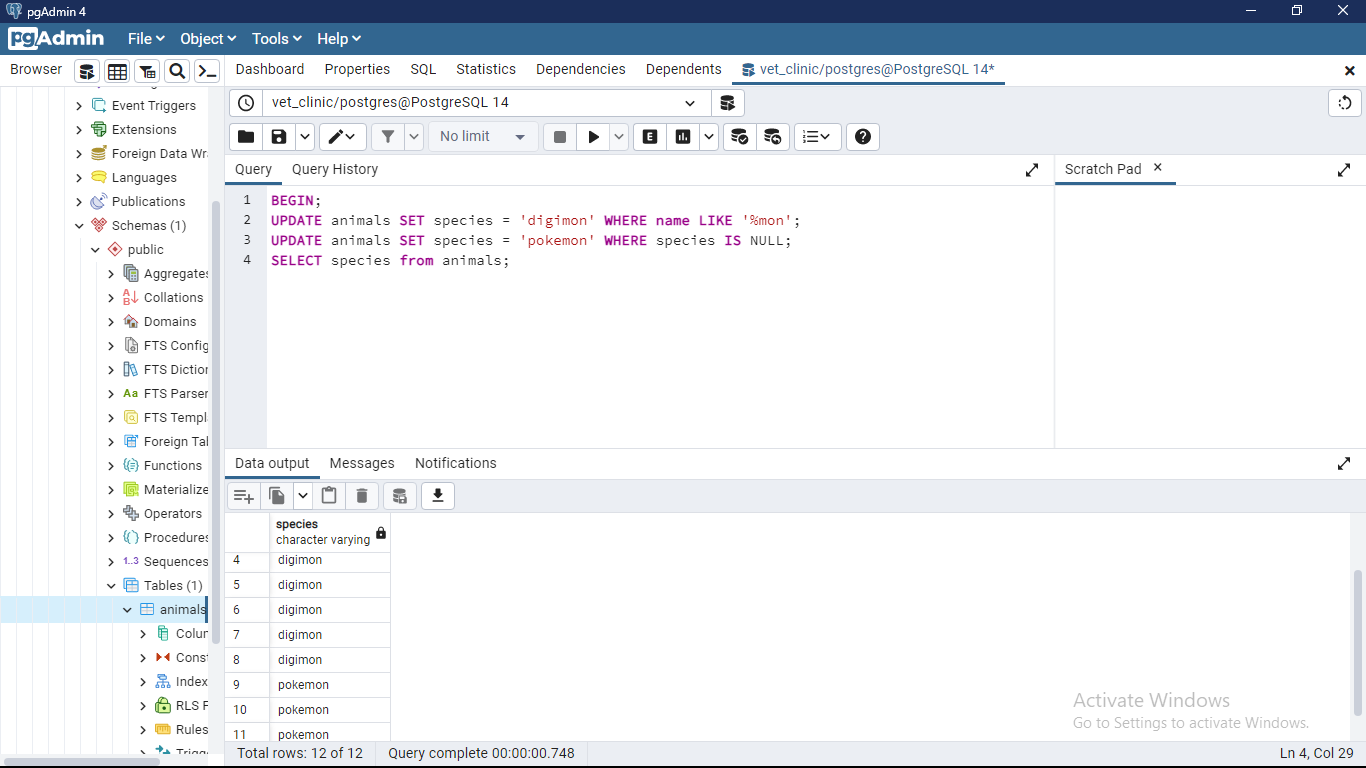 pgAdmin 4
pgAdmin
File Object Tools Help
Browser
Dashboard Properties SQL Statistics Dependencies Dependents vet_clinic/postgres@PostgreSQL 14*
Event Triggers
Extensions
Foreign Data Wr
Languages
Publications
Schemas (1)
public
Aggregates
Collations
Domains
FTS Config
FTS Diction
Aa FTS Parser
FTS Templ
Foreign Tal
Functions
Materialize
Operators
Procedures
1..3 Sequences
Tables (1)
animals
Colun
Const
Index
RLS P
Rules
Trigg
vet_clinic/postgres@PostgreSQL 14
No limit
E
Query Query History
Scratch Pad
1 BEGIN;
2 UPDATE animals SET species = 'digimon' WHERE name LIKE '%mon';
3 UPDATE animals SET species = 'pokemon' WHERE species IS NULL;
4 SELECT species from animals;
Data output Messages Notifications
species
character varying
4 digimon
5 digimon
6 digimon
7 digimon
8 digimon
9 pokemon
10 pokemon
11 pokemon
Activate Windows
Go to Settings to activate Windows.
Total rows: 12 of 12 Query complete 00:00:00.748 Ln 4, Col 29